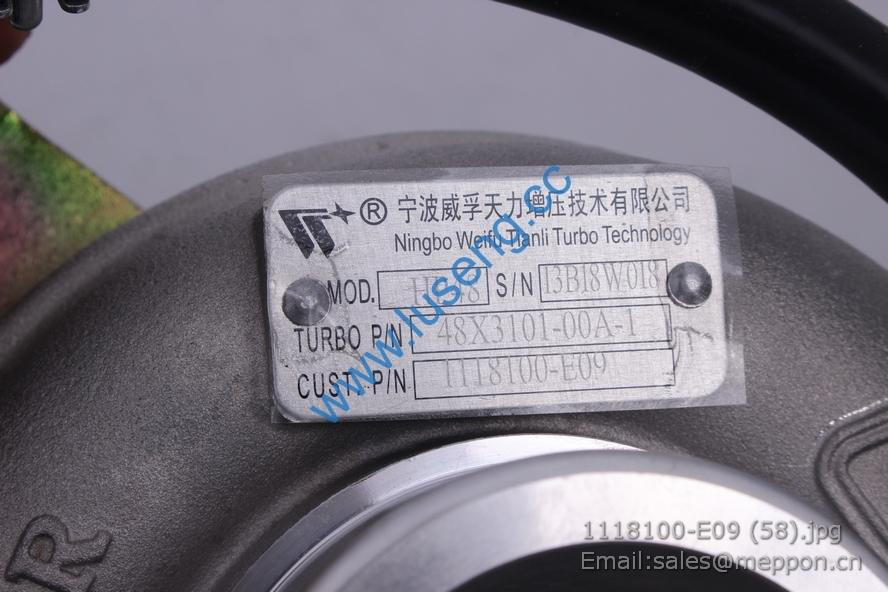 ® 宁波威孚天力增压技术有限公司
Ningbo Weifu Tianli Turbo Technology
MOD. S/N 13B18W018
TURBO P/N 48X3101-00A-1
CUST. P/N 1118100-E09
www.luseng.cc
R
1118100-E09 (58).jpg
Email:sales@meppon.cn